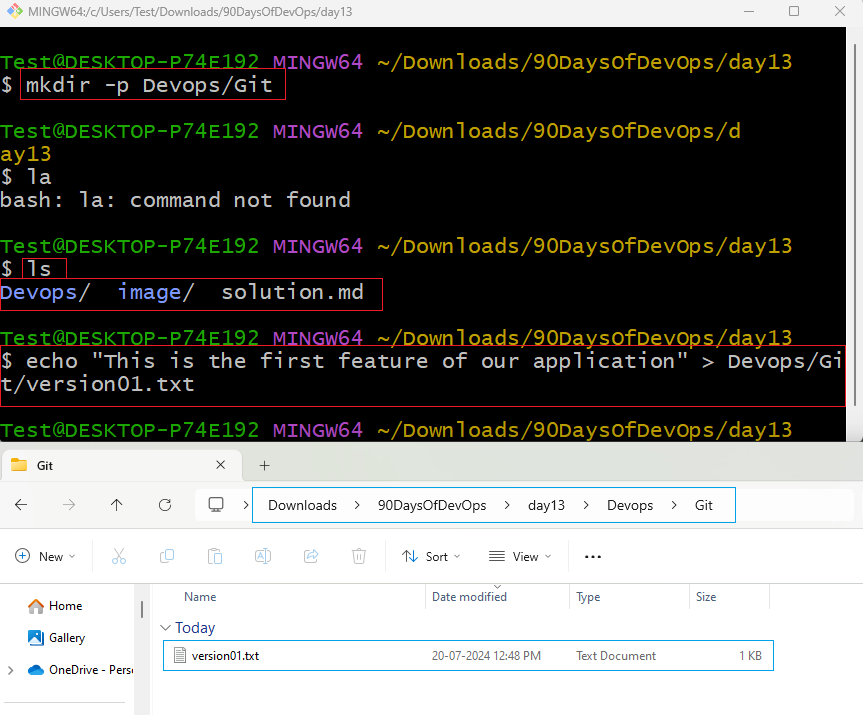 MINGW64:/c/Users/Test/Downloads/90DaysOfDevOps/day13
Test@DESKTOP-P74E192 MINGW64 ~/Downloads/90DaysOfDevOps/day13
$ mkdir -p Devops/Git
Test@DESKTOP-P74E192 MINGW64 ~/Downloads/90DaysOfDevOps/d
ay13
$ la
bash: la: command not found
Test@DESKTOP-P74E192 MINGW64 ~/Downloads/90DaysOfDevOps/day13
$ ls
Devops/  image/  solution.md
Test@DESKTOP-P74E192 MINGW64 ~/Downloads/90DaysOfDevOps/day13
$ echo "This is the first feature of our application" > Devops/Gi
t/version01.txt
Test@DESKTOP-P74E192 MINGW64 ~/Downloads/90DaysOfDevOps/day13
Git
Downloads > 90DaysOfDevOps > day13 > Devops > Git
New Sort View
Name Date modified Type Size
Home
Today
Gallery
version01.txt 20-07-2024 12:48 PM Text Document 1 KB
OneDrive - Pers